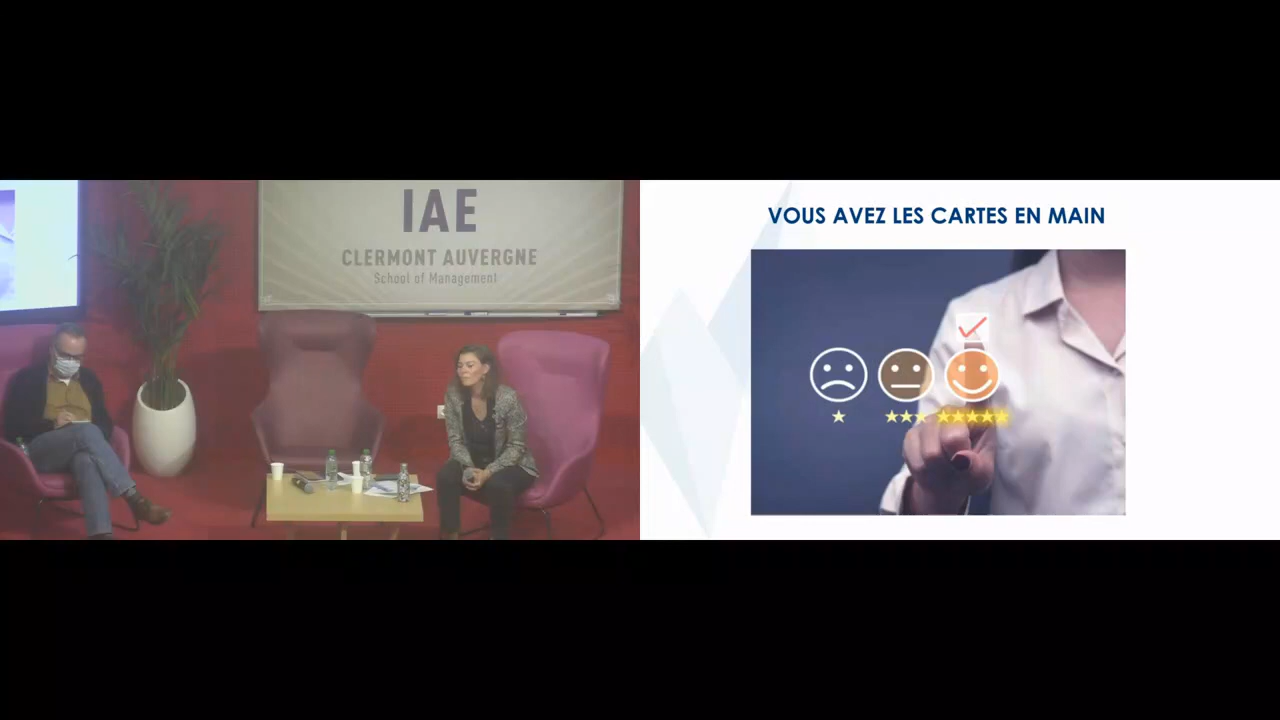 IAE
CLERMONT AUVERGNE
School of Management
VOUS AVEZ LES CARTES EN MAIN